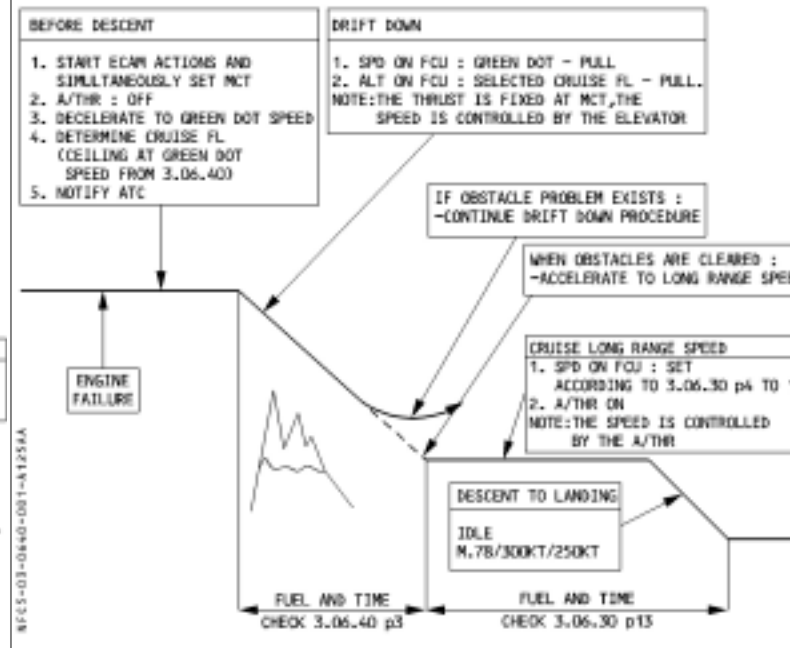 BEFORE DESCENT
1. START ECAM ACTIONS AND
SIMULTANEOUSLY SET MCT
2. A/THR : OFF
3. DECELERATE TO GREEN DOT SPEED
4. DETERMINE CRUISE FL
(CEILING AT GREEN DOT
SPEED FROM 3.06.40)
5. NOTIFY ATC
DRIFT DOWN
1. SPD ON FCU : GREEN DOT - PULL
2. ALT ON FCU : SELECTED CRUISE FL - PULL.
NOTE:THE THRUST IS FIXED AT MCT,THE
SPEED IS CONTROLLED BY THE ELEVATOR
IF OBSTACLE PROBLEM EXISTS :
-CONTINUE DRIFT DOWN PROCEDURE
WHEN OBSTACLES ARE CLEARED :
-ACCELERATE TO LONG RANGE SPEE
ENGINE
FAILURE
CRUISE LONG RANGE SPEED
1. SPD ON FCU : SET
ACCORDING TO 3.06.30 p4 TO
2. A/THR ON
NOTE:THE SPEED IS CONTROLLED
BY THE A/THR
DESCENT TO LANDING
IDLE
M.78/300KT/250KT
FUEL AND TIME
CHECK 3.06.40 p3
FUEL AND TIME
CHECK 3.06.30 p13